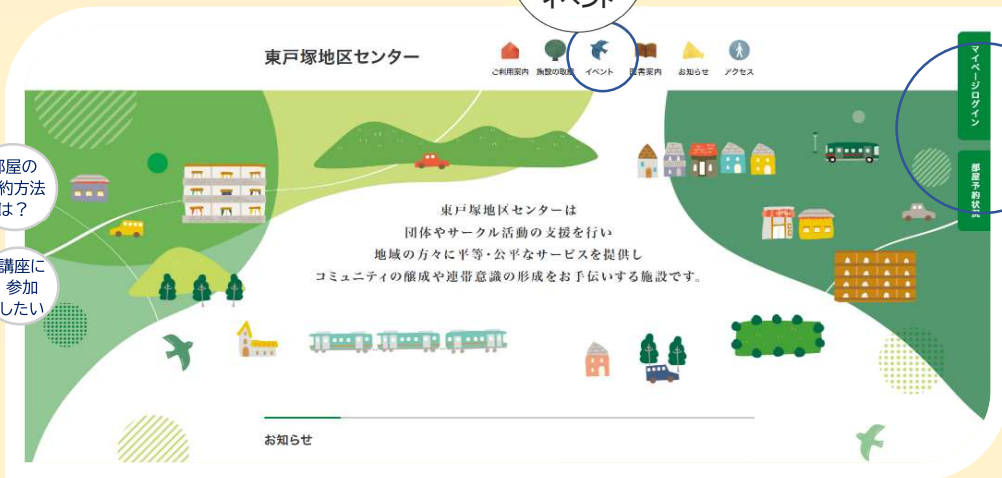 イベント
東戸塚地区センター
ご利用案内
施設の取組
イベント
図書案内
お知らせ
アクセス
マイページログイン
部屋予約状況
部屋の
約方法
は？
講座に
参加
したい
東戸塚地区センターは
団体やサークル活動の支援を行い
地域の方々に平等・公平なサービスを提供し
コミュニティの醸成や連帯意識の形成をお手伝いする施設です。
お知らせ